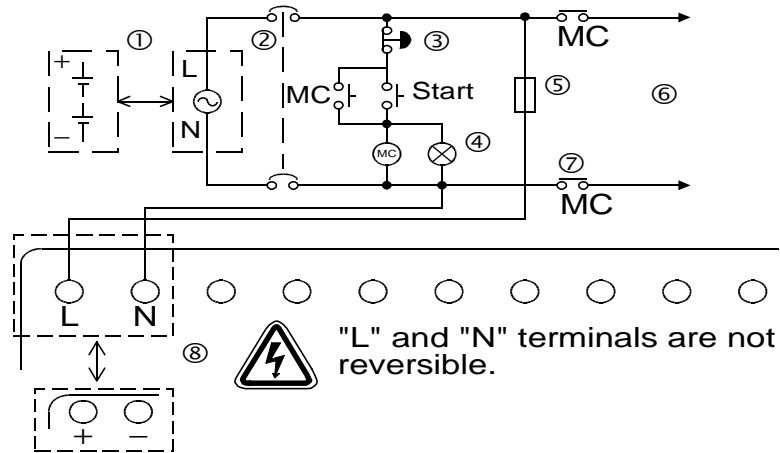 ① ② ③
+ L MC
⑤
MC Start ⑥
− N ④ ⑦
MC
MC
L N
⑧ "L" and "N" terminals are not
reversible.
+ −